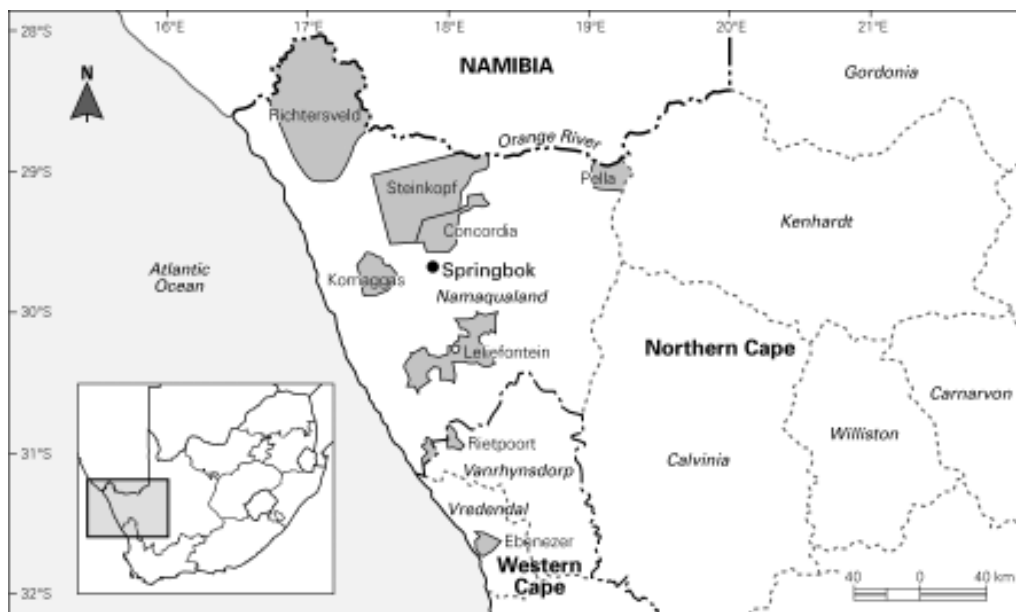 16°E 17°E 18°E 19°E 20°E 21°E
28°S
NAMIBIA
Gordonia
N
Richtersveld
Orange River
29°S
Steinkopf
Pella
Concordia
Kenhardt
Atlantic
Ocean
Springbok
Komaggas
Namaqualand
30°S
Leliefontein
Northern Cape
Carnarvon
Rietpoort
Williston
31°S
Vanrhynsdorp
Calvinia
Vredendal
Ebenezer
Western
Cape
40 0 40 km
32°S